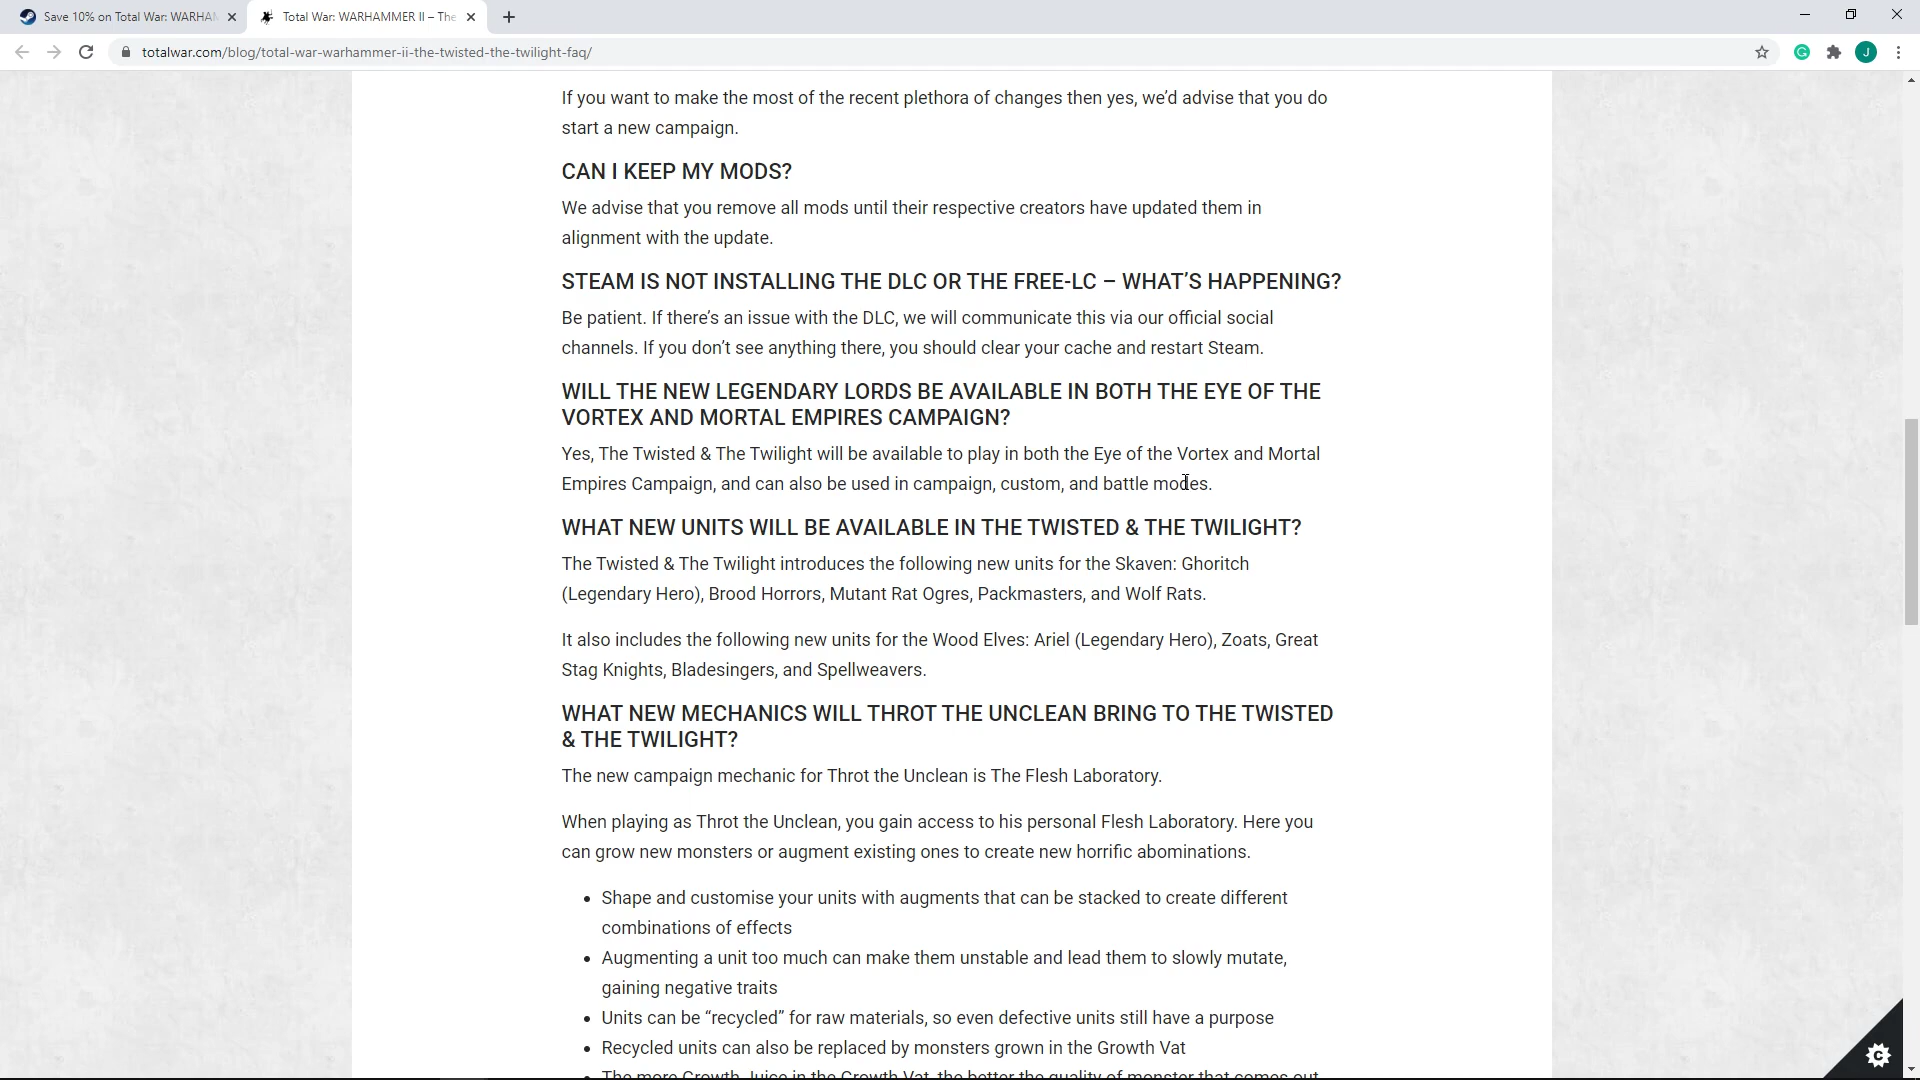 Save 10% on Total War: WARHAM
Total War: WARHAMMER II – The
totalwar.com/blog/total-war-warhammer-ii-the-twisted-the-twilight-faq/
J
If you want to make the most of the recent plethora of changes then yes, we’d advise that you do
start a new campaign.
CAN I KEEP MY MODS?
We advise that you remove all mods until their respective creators have updated them in
alignment with the update.
STEAM IS NOT INSTALLING THE DLC OR THE FREE-LC – WHAT’S HAPPENING?
Be patient. If there’s an issue with the DLC, we will communicate this via our official social
channels. If you don’t see anything there, you should clear your cache and restart Steam.
WILL THE NEW LEGENDARY LORDS BE AVAILABLE IN BOTH THE EYE OF THE
VORTEX AND MORTAL EMPIRES CAMPAIGN?
Yes, The Twisted & The Twilight will be available to play in both the Eye of the Vortex and Mortal
Empires Campaign, and can also be used in campaign, custom, and battle modes.
WHAT NEW UNITS WILL BE AVAILABLE IN THE TWISTED & THE TWILIGHT?
The Twisted & The Twilight introduces the following new units for the Skaven: Ghoritch
(Legendary Hero), Brood Horrors, Mutant Rat Ogres, Packmasters, and Wolf Rats.
It also includes the following new units for the Wood Elves: Ariel (Legendary Hero), Zoats, Great
Stag Knights, Bladesingers, and Spellweavers.
WHAT NEW MECHANICS WILL THROT THE UNCLEAN BRING TO THE TWISTED
& THE TWILIGHT?
The new campaign mechanic for Throt the Unclean is The Flesh Laboratory.
When playing as Throt the Unclean, you gain access to his personal Flesh Laboratory. Here you
can grow new monsters or augment existing ones to create new horrific abominations.
• Shape and customise your units with augments that can be stacked to create different
combinations of effects
• Augmenting a unit too much can make them unstable and lead them to slowly mutate,
gaining negative traits
• Units can be “recycled” for raw materials, so even defective units still have a purpose
• Recycled units can also be replaced by monsters grown in the Growth Vat
• The more Growth Juice in the Growth Vat, the better the quality of monster that comes out